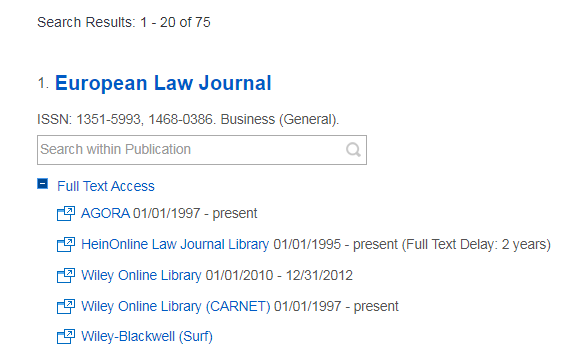 Search Results: 1 - 20 of 75
1. European Law Journal
ISSN: 1351-5993, 1468-0386. Business (General).
Search within Publication
Full Text Access
AGORA 01/01/1997 - present
HeinOnline Law Journal Library 01/01/1995 - present (Full Text Delay: 2 years)
Wiley Online Library 01/01/2010 - 12/31/2012
Wiley Online Library (CARNET) 01/01/1997 - present
Wiley-Blackwell (Surf)